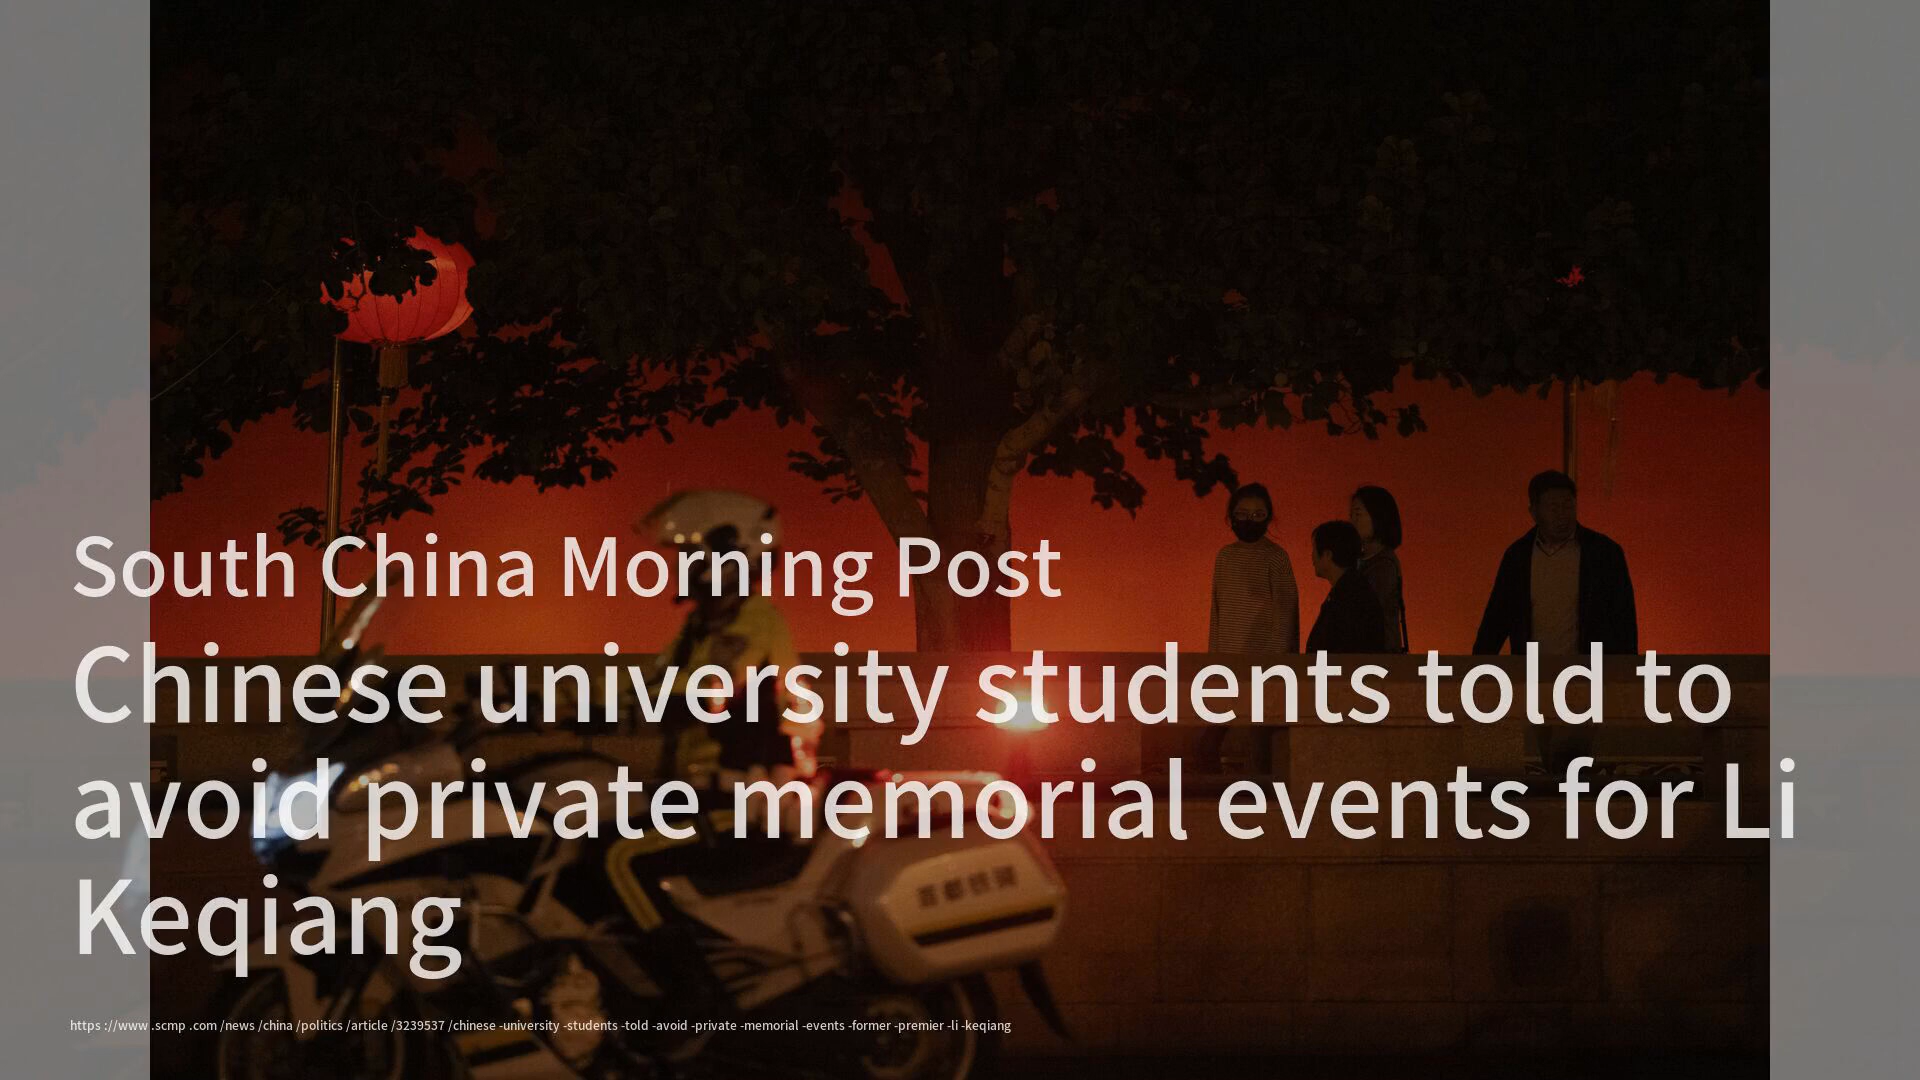 South China Morning Post
Chinese university students told to
avoid private memorial events for Li
Keqiang
https ://www .scmp .com /news /china /politics /article /3239537 /chinese -university -students -told -avoid -private -memorial -events -former -premier -li -keqiang